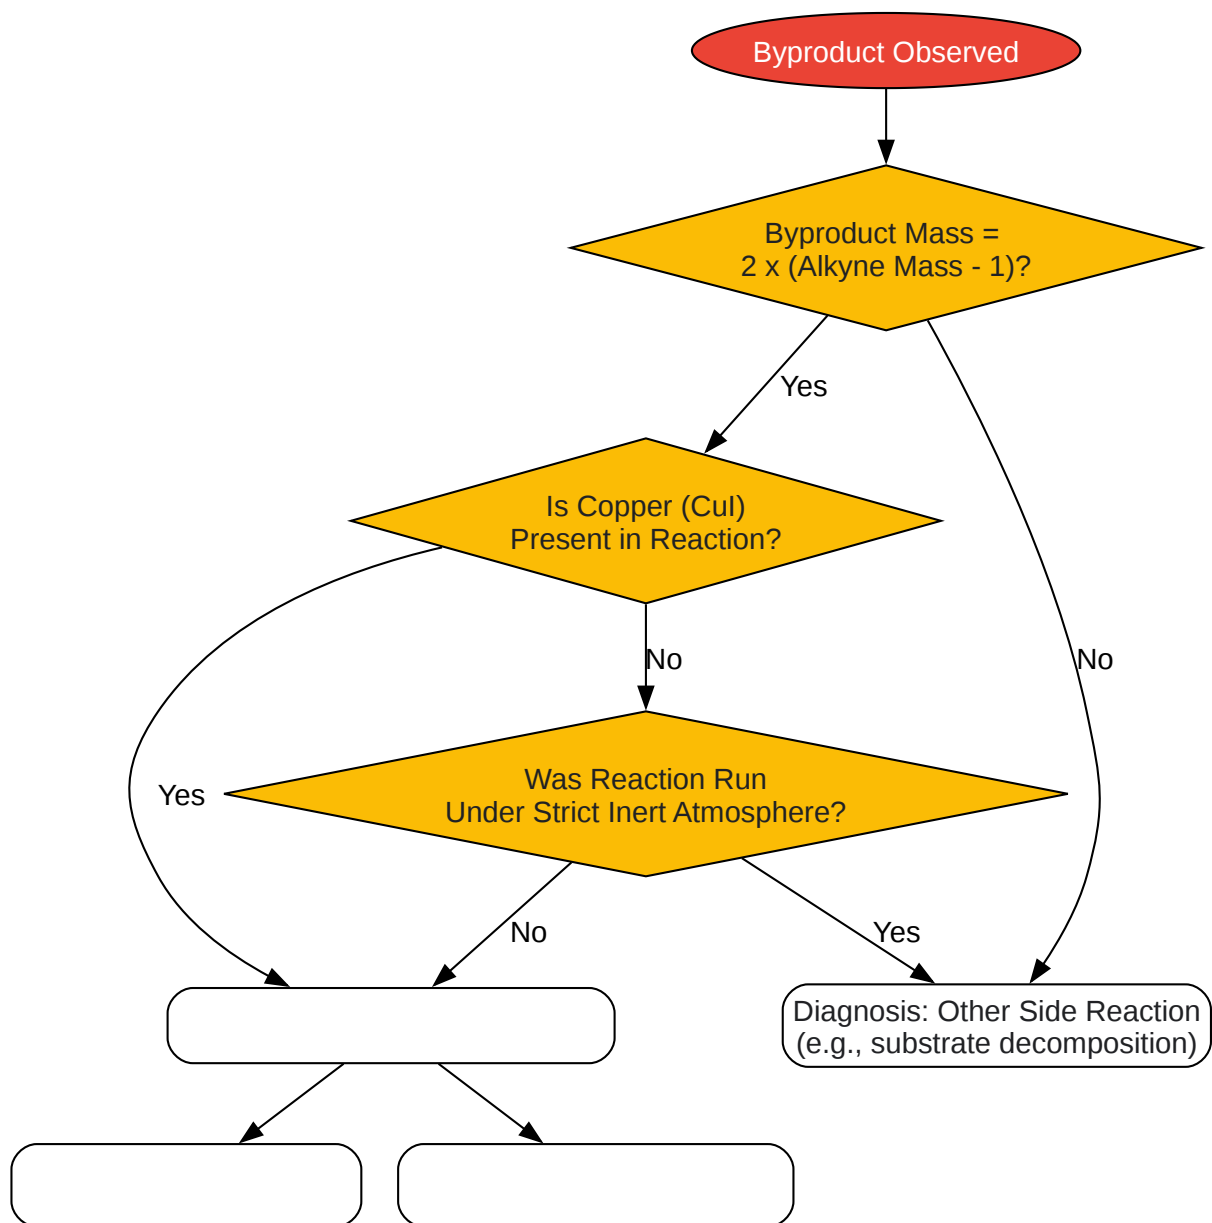 Byproduct Observed
Byproduct Mass =
2 x (Alkyne Mass - 1)?
Yes
Is Copper (CuI)
Present in Reaction?
No
No
Was Reaction Run
Under Strict Inert Atmosphere?
Yes
No
Yes
Diagnosis: Other Side Reaction
(e.g., substrate decomposition)